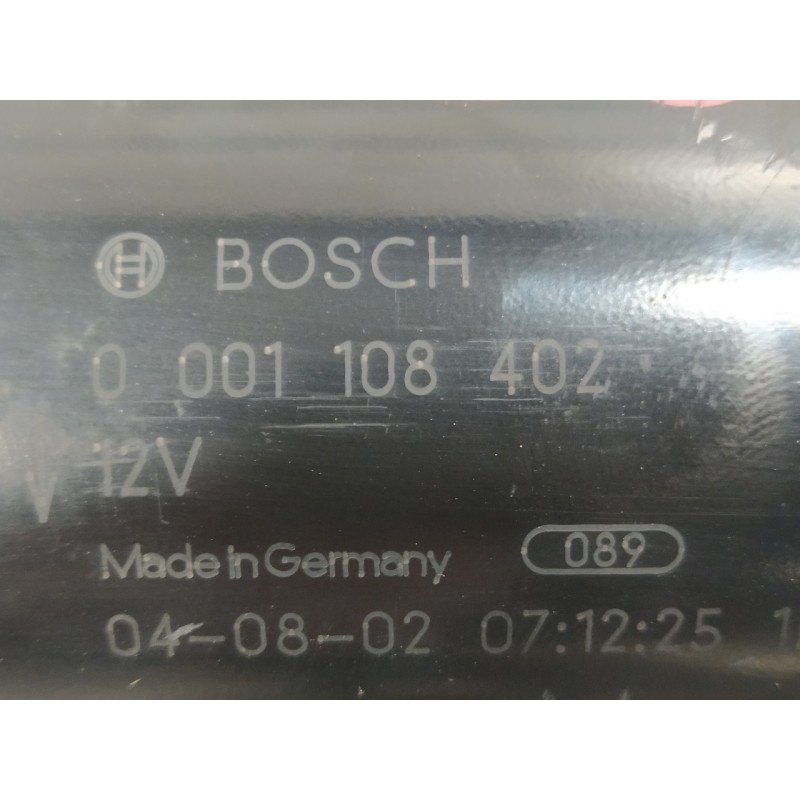 BOSCH
0 001 108 402
12V
Made in Germany 089
04-08-02 07:12:25